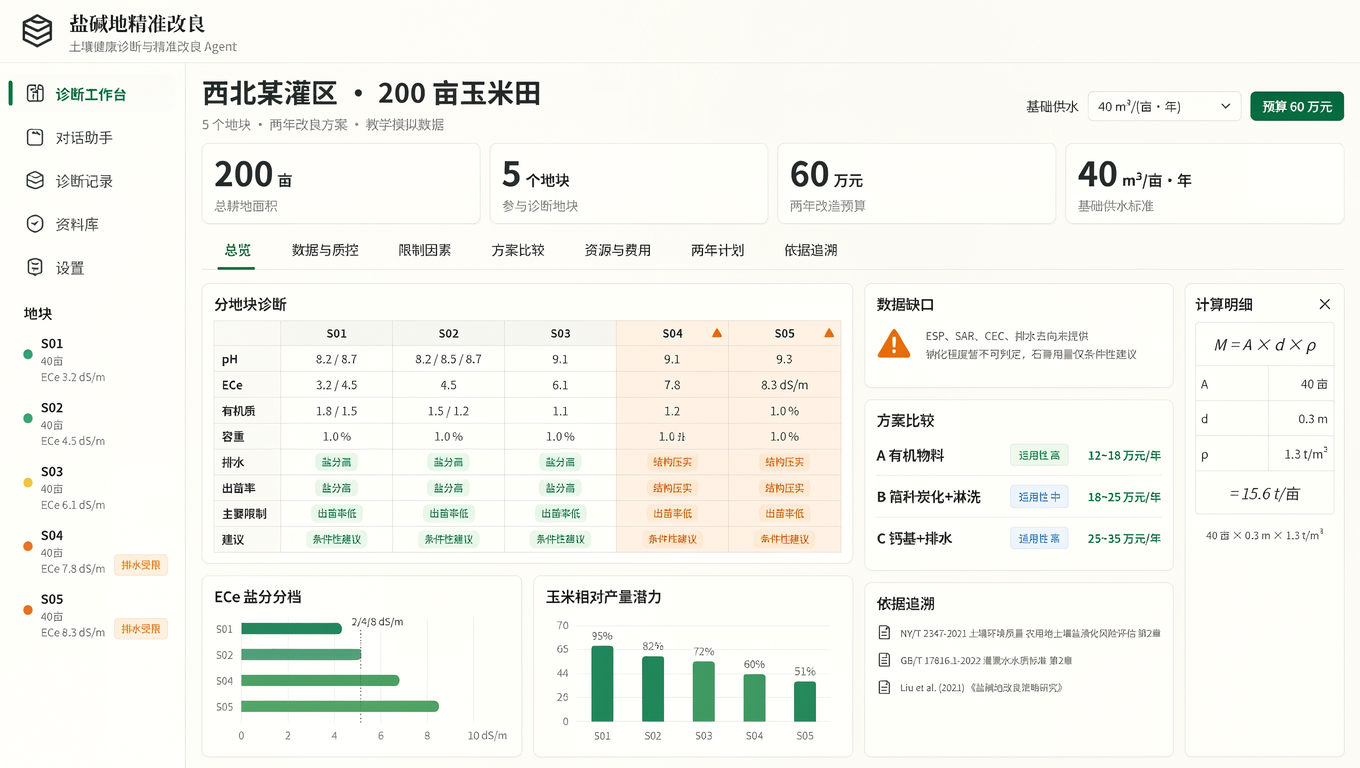 盐碱地精准改良
土壤健康诊断与精准改良 Agent
诊断工作台
对话助手
诊断记录
资料库
设置
地块
S01
40亩
ECe 3.2 dS/m
S02
40亩
ECe 4.5 dS/m
S03
40亩
ECe 6.1 dS/m
S04
40亩
ECe 7.8 dS/m
排水受限
S05
40亩
ECe 8.3 dS/m
排水受限
西北某灌区 · 200 亩玉米田
5 个地块 · 两年改良方案 · 教学模拟数据
基础供水
40 m³/(亩·年)
预算 60 万元
200 亩
总耕地面积
5 个地块
参与诊断地块
60 万元
两年改造预算
40 m³/亩·年
基础供水标准
总览 数据与质控 限制因素 方案比较 资源与费用 两年计划 依据追溯
分地块诊断
S01 S02 S03 S04 S05
pH 8.2 / 8.7 8.2 / 8.5 / 8.7 9.1 9.1 9.3
ECe 3.2 / 4.5 4.5 6.1 7.8 8.3 dS/m
有机质 1.8 / 1.5 1.5 / 1.2 1.1 1.2 1.0 %
容重 1.0 % 1.0 % 1.0 % 1.0 1.0 %
排水 盐分高 盐分高 盐分高 结构压实 结构压实
出苗率 盐分高 盐分高 盐分高 结构压实 结构压实
主要限制 出苗率低 出苗率低 出苗率低 出苗率低 出苗率低
建议 条件性建议 条件性建议 条件性建议 条件性建议 条件性建议
ECe 盐分分档
2/4/8 dS/m
S01
S02
S04
S05
0 2 4 6 8 10 dS/m
玉米相对产量潜力
70
65
44
26
0
95% 82% 72% 60% 51%
S01 S02 S03 S04 S05
数据缺口
ESP、SAR、CEC、排水去向未提供
钠化程度暂不可判定，石膏用量仅条件性建议
方案比较
A 有机物料 适用性 高 12~18 万元/年
B 种炭化+淋洗 适用性 中 18~25 万元/年
C 钙基+排水 适用性 高 25~35 万元/年
依据追溯
NY/T 2347-2021 土壤环境质量 农用地土壤盐渍化风险评估 第2章
GB/T 17816.1-2022 灌溉水水质标准 第2章
Liu et al. (2021) 《盐碱地改良策略研究》
计算明细
M = A × d × ρ
A 40 亩
d 0.3 m
ρ 1.3 t/m³
= 15.6 t/亩
40 亩 × 0.3 m × 1.3 t/m³